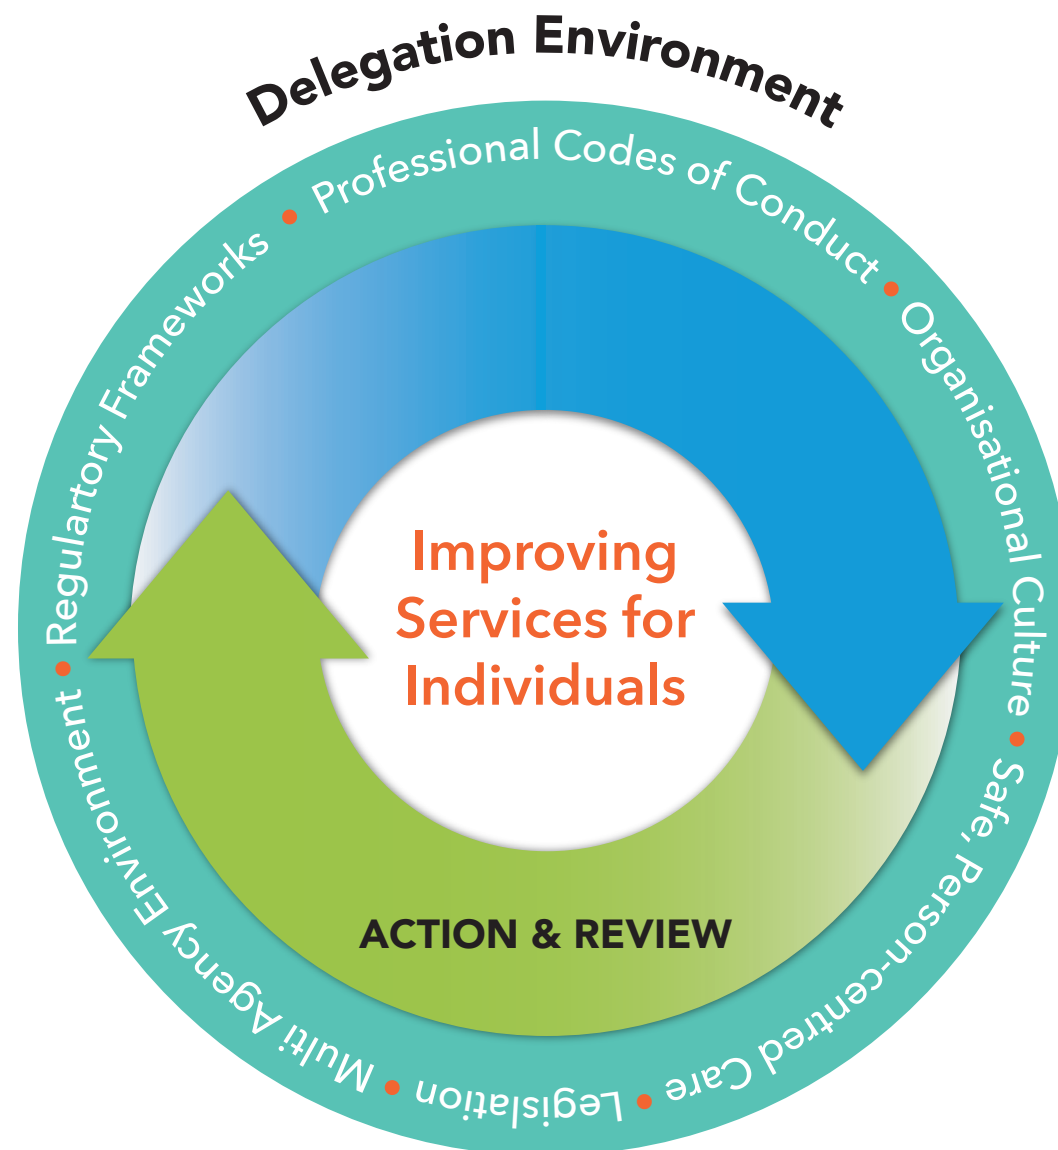 Delegation Environment
Regulartory Frameworks • Professional Codes of Conduct • Organisational Culture • Safe, Person-centred Care • Legislation • Multi Agency Environment •
Improving
Services for
Individuals
ACTION & REVIEW